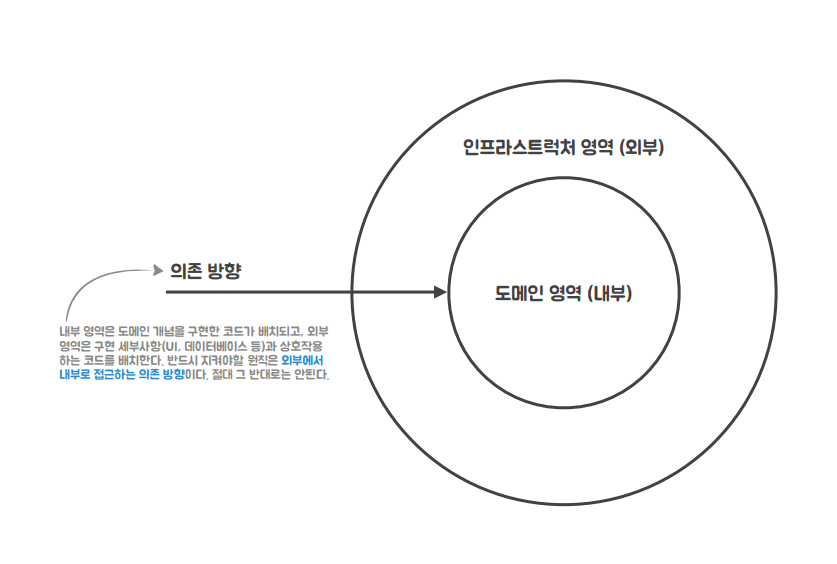 인프라스트럭처 영역 (외부)
의존 방향
도메인 영역 (내부)
내부 영역은 도메인 개념을 구현한 코드가 배치되고, 외부
영역은 구현 세부사항(UI, 데이터베이스 등)과 상호작용
하는 코드를 배치한다. 반드시 지켜야할 원칙은 외부에서
내부로 접근하는 의존 방향이다. 절대 그 반대로는 안된다.